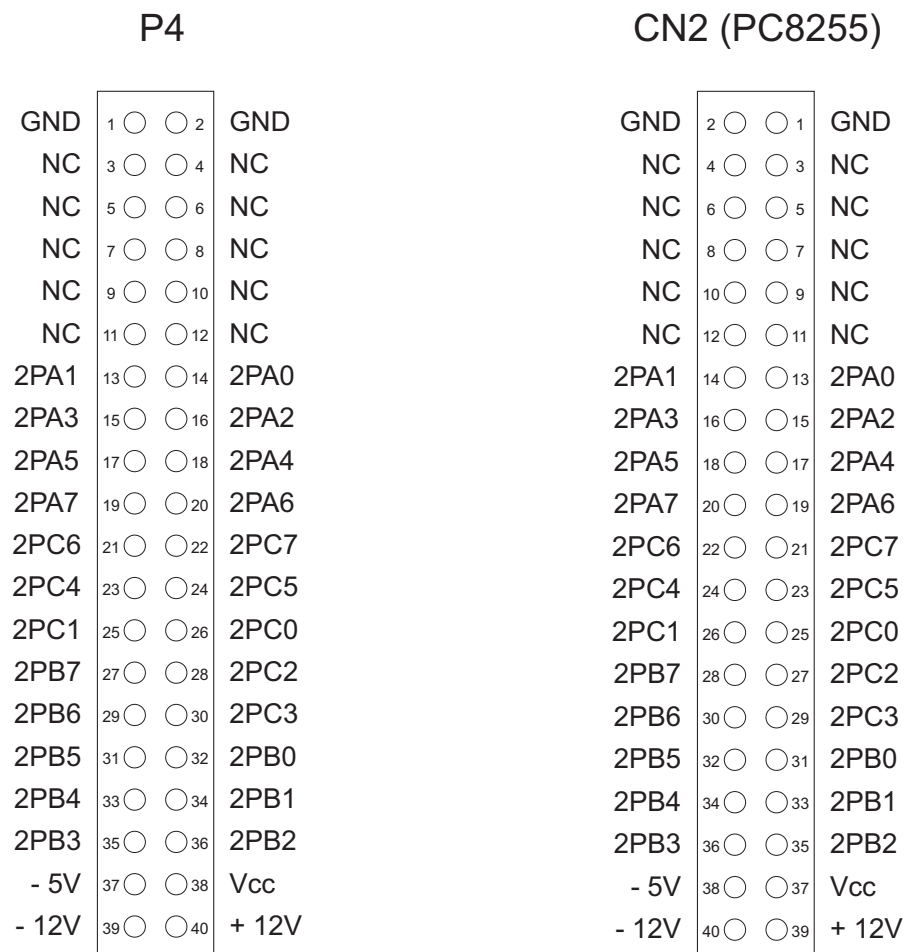 P4 CN2 (PC8255)
GND 1 2 GND GND 2 1 GND
NC 3 4 NC NC 4 3 NC
NC 5 6 NC NC 6 5 NC
NC 7 8 NC NC 8 7 NC
NC 9 10 NC NC 10 9 NC
NC 11 12 NC NC 12 11 NC
2PA1 13 14 2PA0 2PA1 14 13 2PA0
2PA3 15 16 2PA2 2PA3 16 15 2PA2
2PA5 17 18 2PA4 2PA5 18 17 2PA4
2PA7 19 20 2PA6 2PA7 20 19 2PA6
2PC6 21 22 2PC7 2PC6 22 21 2PC7
2PC4 23 24 2PC5 2PC4 24 23 2PC5
2PC1 25 26 2PC0 2PC1 26 25 2PC0
2PB7 27 28 2PC2 2PB7 28 27 2PC2
2PB6 29 30 2PC3 2PB6 30 29 2PC3
2PB5 31 32 2PB0 2PB5 32 31 2PB0
2PB4 33 34 2PB1 2PB4 34 33 2PB1
2PB3 35 36 2PB2 2PB3 36 35 2PB2
- 5V 37 38 Vcc - 5V 38 37 Vcc
- 12V 39 40 + 12V - 12V 40 39 + 12V